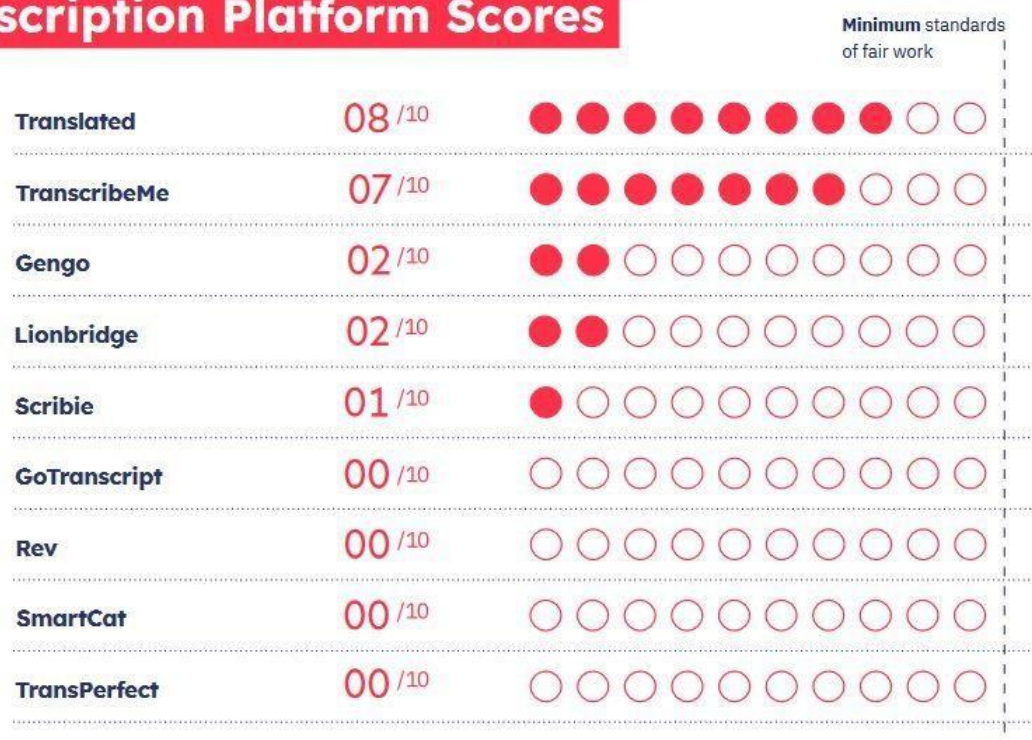 scription Platform Scores
Minimum standards
of fair work
Translated 08 /10
TranscribeMe 07 /10
Gengo 02 /10
Lionbridge 02 /10
Scribie 01 /10
GoTranscript 00 /10
Rev 00 /10
SmartCat 00 /10
TransPerfect 00 /10